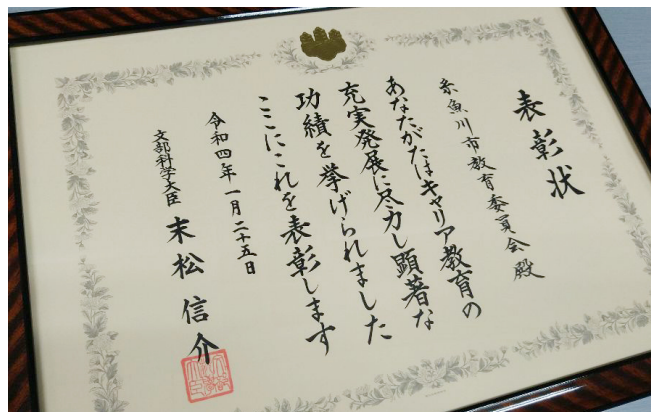 表彰状
糸魚川市教育委員会殿
あなたがたはキャリア教育の
充実発展に尽力し顕著な
功績を挙げられました
ここにこれを表彰します
令和四年一月二十五日
文部科学大臣 末松信介